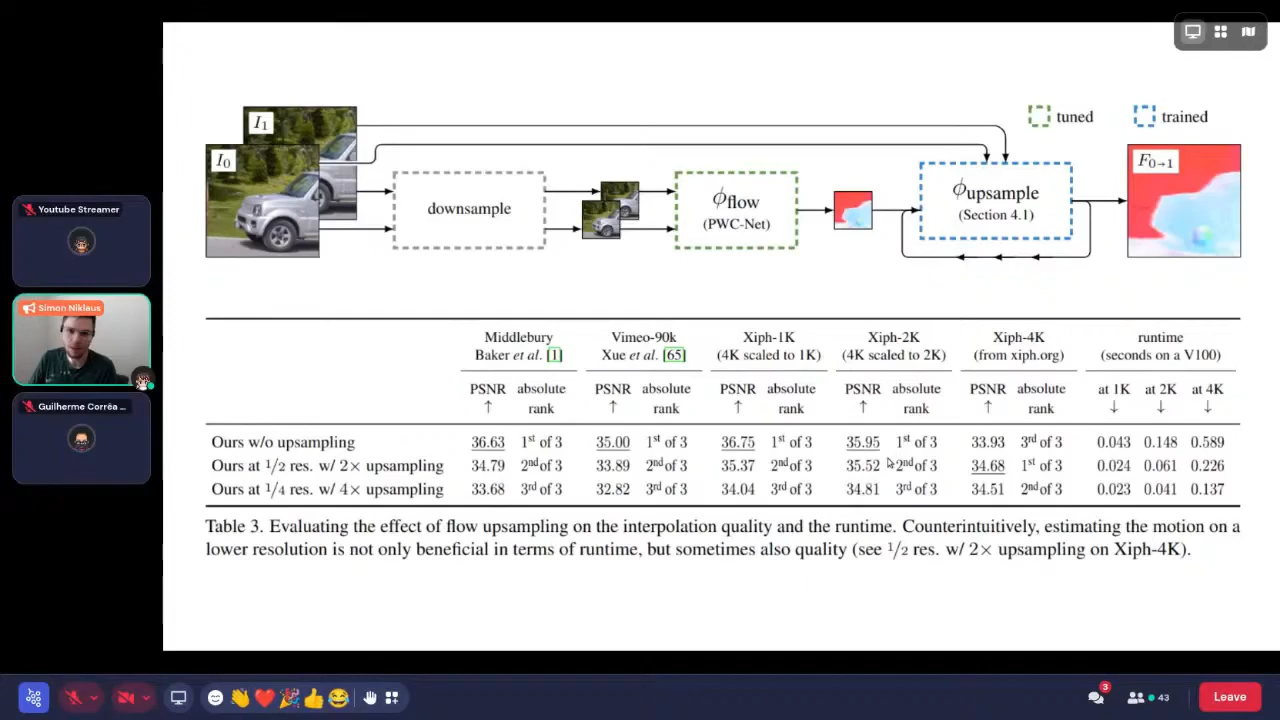 Youtube Streamer
Simon Niklaus
Guilherme Corrêa ...
I₁
I₀
downsample
ϕflow
(PWC-Net)
ϕupsample
(Section 4.1)
tuned
trained
F₀→₁
Middlebury Vimeo-90k Xiph-1K Xiph-2K Xiph-4K runtime
Baker et al. [1] Xue et al. [65] (4K scaled to 1K) (4K scaled to 2K) (from xiph.org) (seconds on a V100)
PSNR absolute PSNR absolute PSNR absolute PSNR absolute PSNR absolute at 1K at 2K at 4K
↑ rank ↑ rank ↑ rank ↑ rank ↑ rank ↓ ↓ ↓
Ours w/o upsampling 36.63 1st of 3 35.00 1st of 3 36.75 1st of 3 35.95 1st of 3 33.93 3rd of 3 0.043 0.148 0.589
Ours at 1/2 res. w/ 2× upsampling 34.79 2nd of 3 33.89 2nd of 3 35.37 2nd of 3 35.52 2nd of 3 34.68 1st of 3 0.024 0.061 0.226
Ours at 1/4 res. w/ 4× upsampling 33.68 3rd of 3 32.82 3rd of 3 34.04 3rd of 3 34.81 3rd of 3 34.51 2nd of 3 0.023 0.041 0.137
Table 3. Evaluating the effect of flow upsampling on the interpolation quality and the runtime. Counterintuitively, estimating the motion on a
lower resolution is not only beneficial in terms of runtime, but sometimes also quality (see 1/2 res. w/ 2× upsampling on Xiph-4K).
3
43
Leave